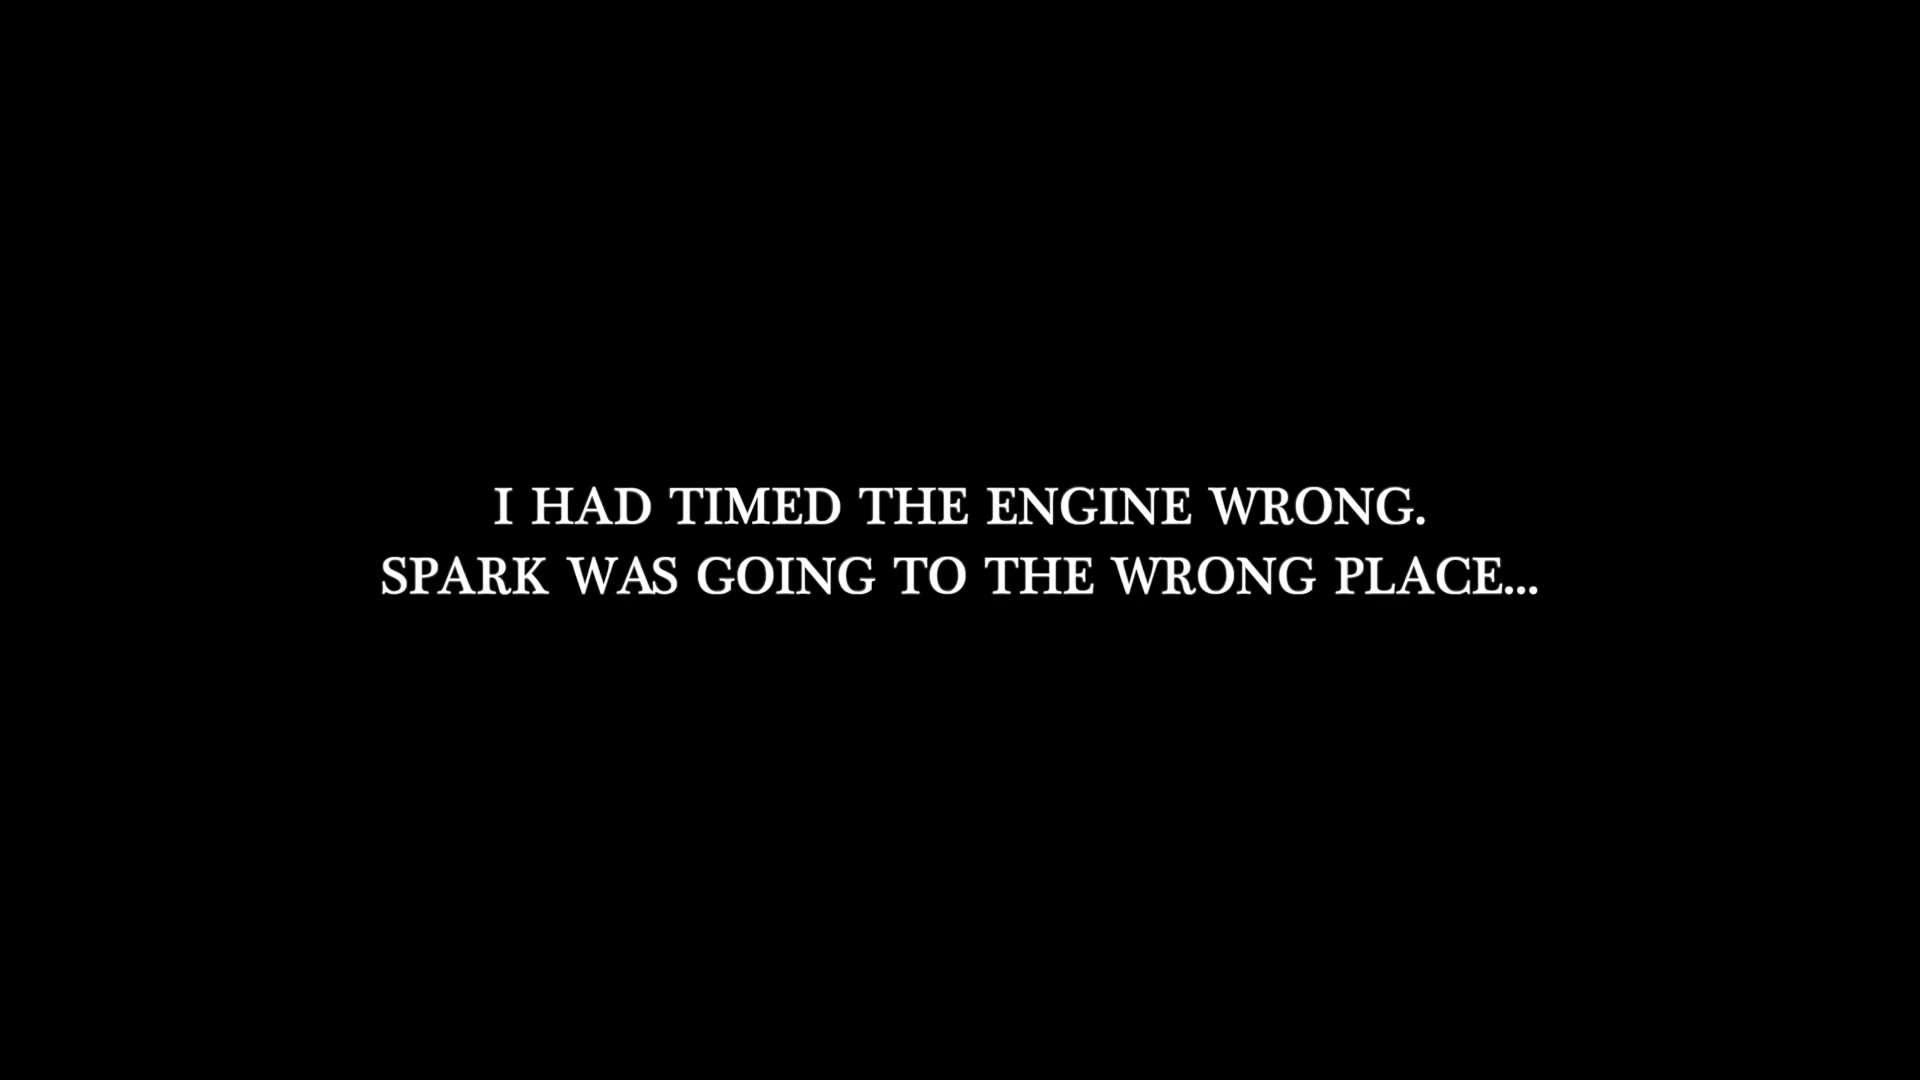 I HAD TIMED THE ENGINE WRONG.
SPARK WAS GOING TO THE WRONG PLACE...